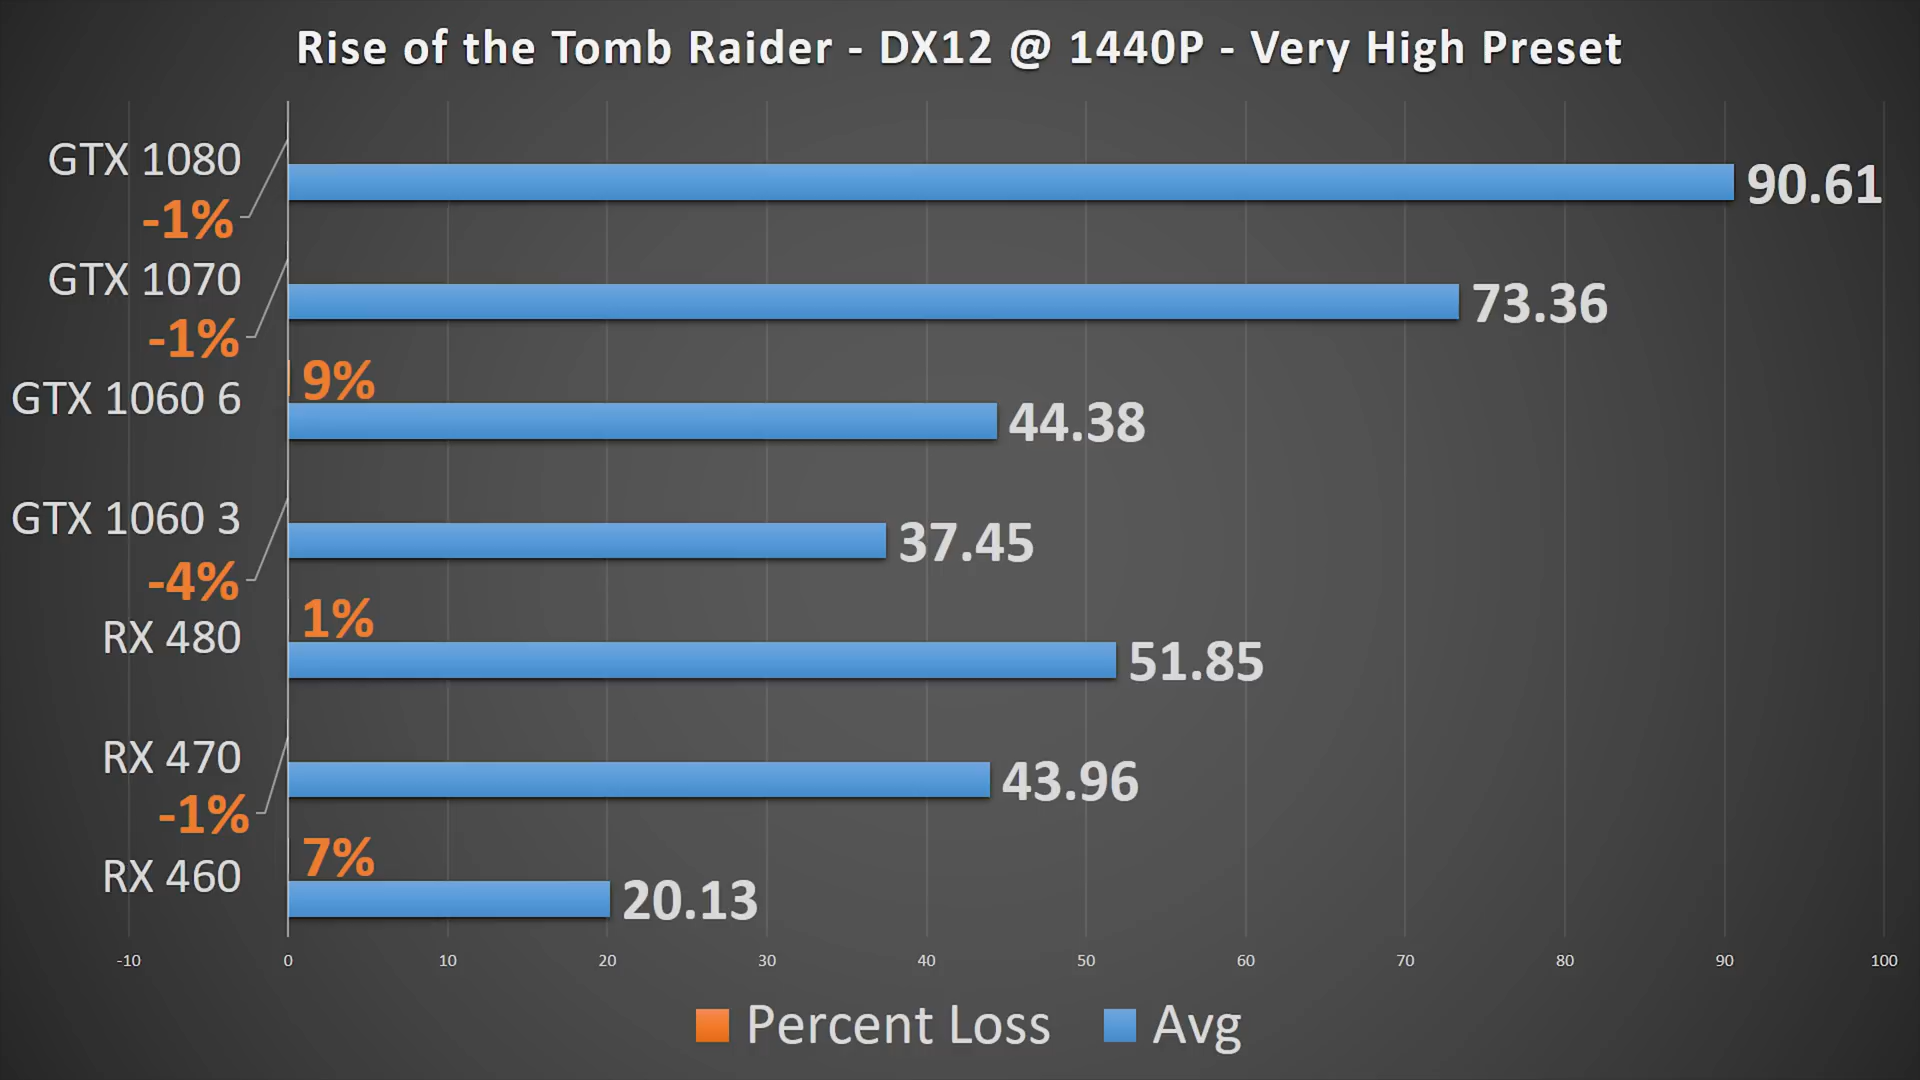 Rise of the Tomb Raider - DX12 @ 1440P - Very High Preset
GTX 1080
90.61
-1%
GTX 1070
73.36
-1%
9%
GTX 1060 6
44.38
GTX 1060 3
37.45
-4%
1%
RX 480
51.85
RX 470
43.96
-1%
7%
RX 460
20.13
-10 0 10 20 30 40 50 60 70 80 90 100
Percent Loss Avg